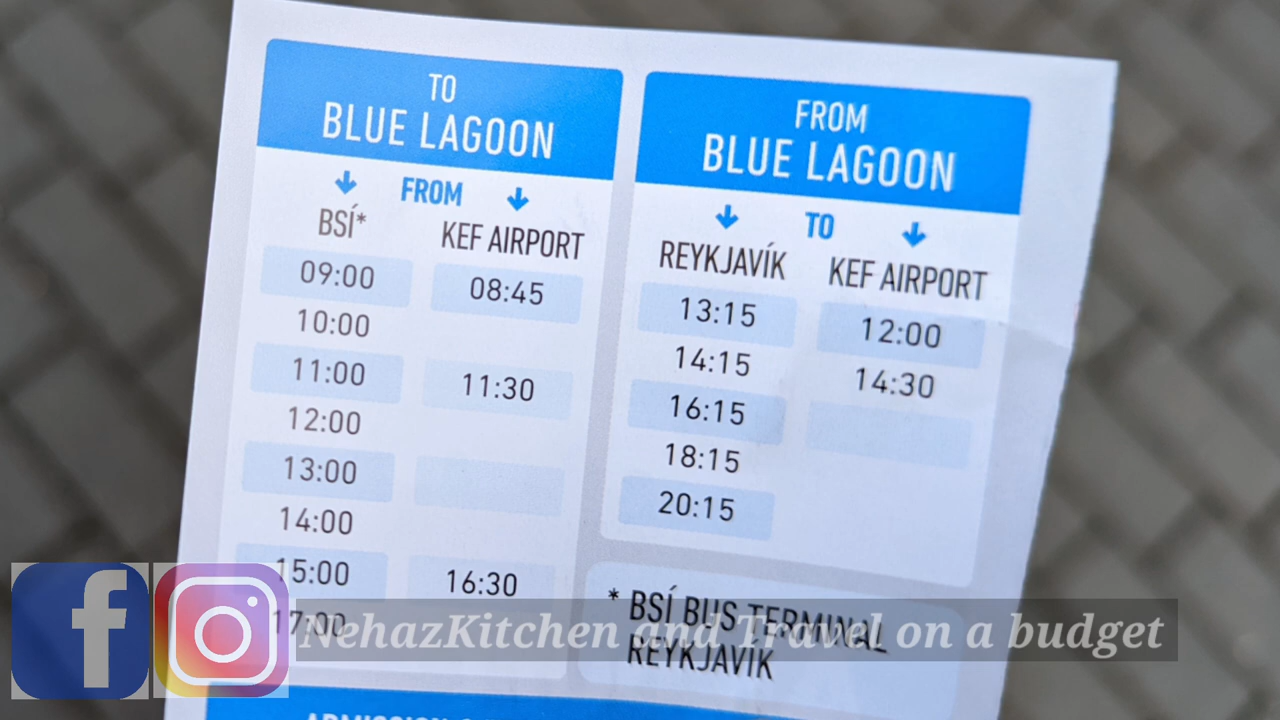 TO
BLUE LAGOON
FROM
BSÍ* KEF AIRPORT
09:00 08:45
10:00
11:00 11:30
12:00
13:00
14:00
15:00 16:30
17:00
FROM
BLUE LAGOON
TO
REYKJAVÍK KEF AIRPORT
13:15 12:00
14:15 14:30
16:15
18:15
20:15
* BSÍ BUS TERMINAL
REYKJAVIK
NehazKitchen and Travel on a budget